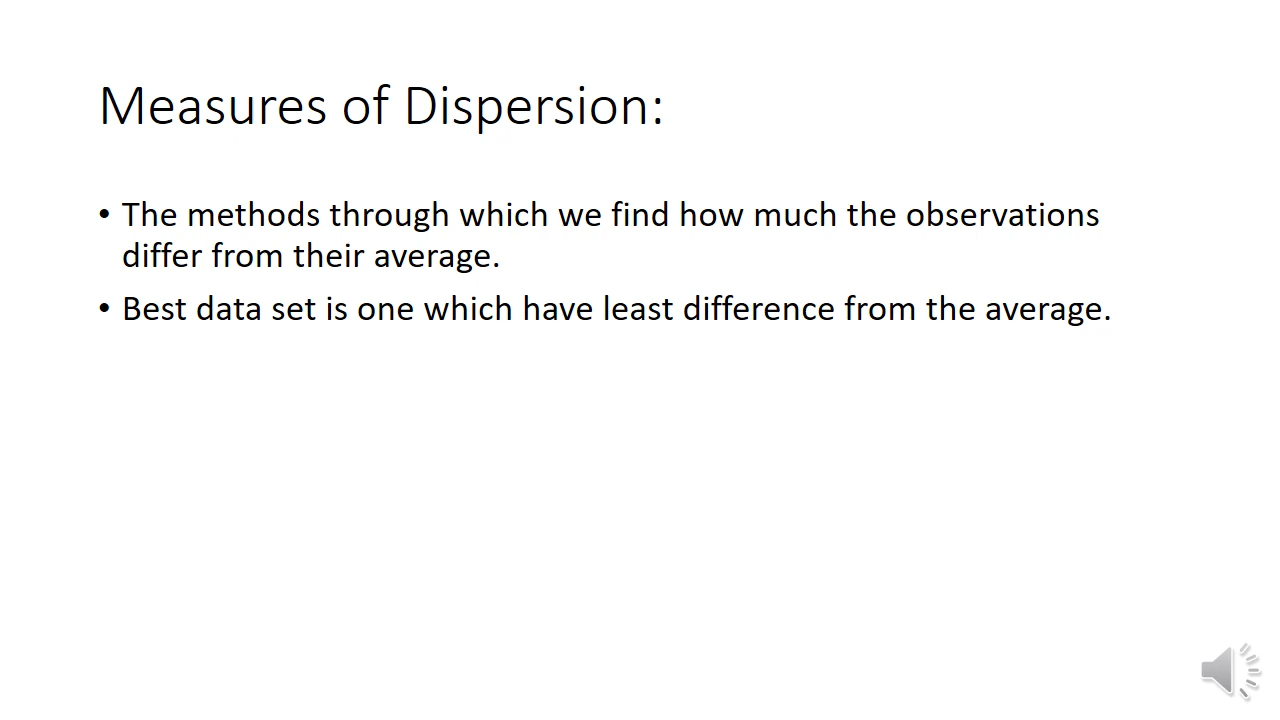 Measures of Dispersion:
• The methods through which we find how much the observations
differ from their average.
• Best data set is one which have least difference from the average.